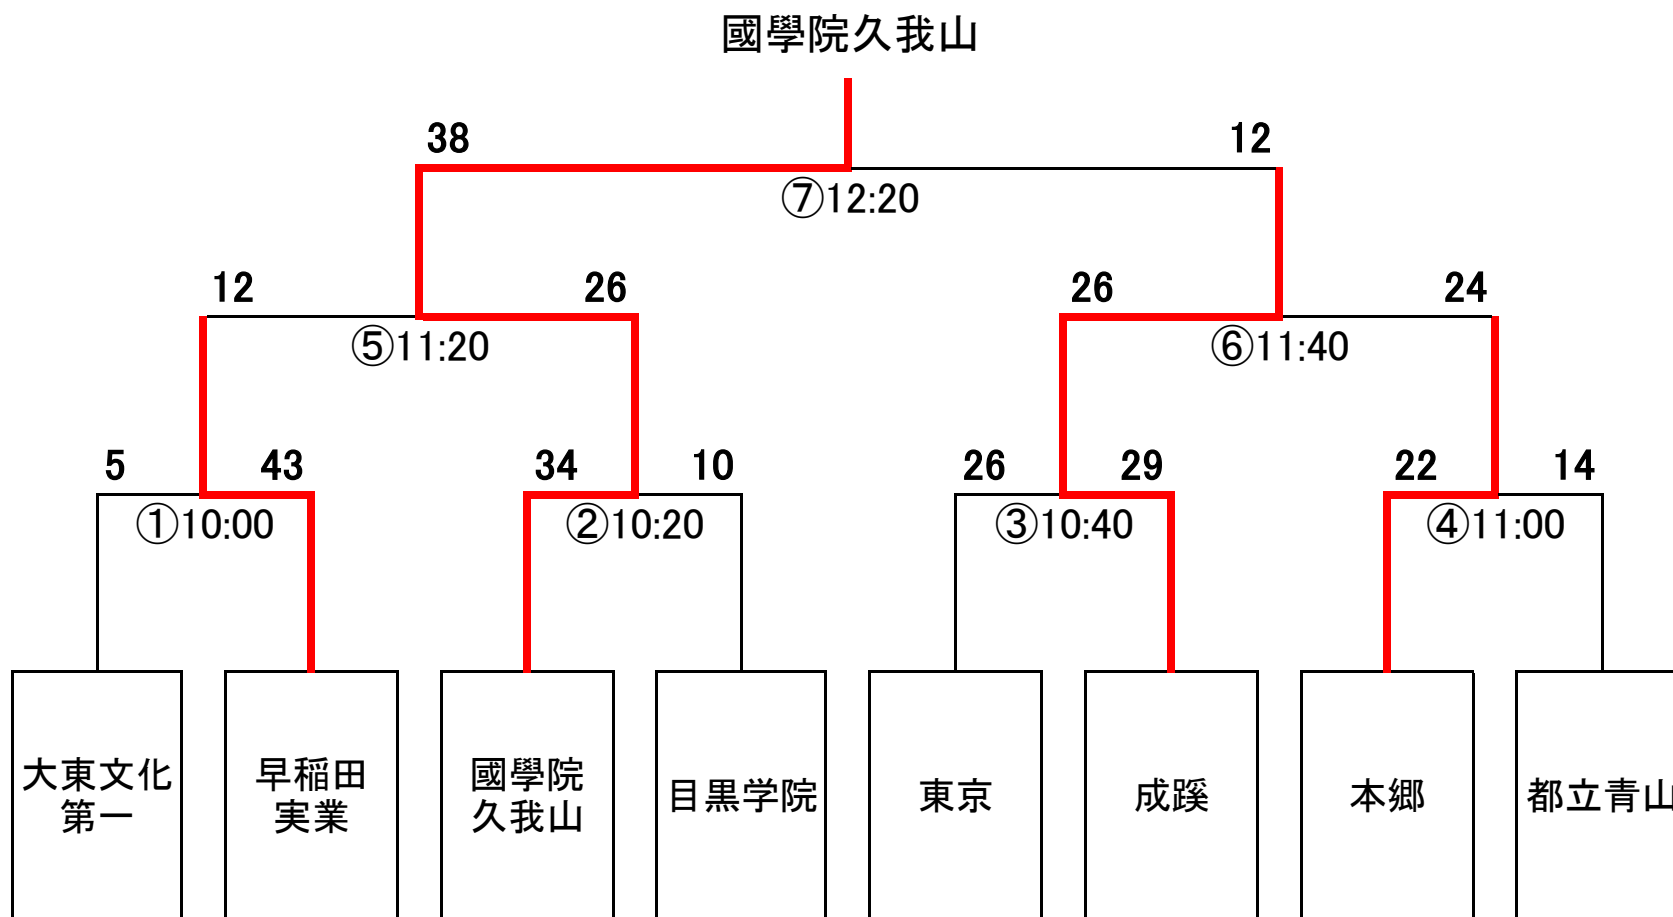 國學院久我山
38
12
⑦12:20
12
26
26
24
⑤11:20
⑥11:40
5
43
34
10
26
29
22
14
①10:00
②10:20
③10:40
④11:00
大東文化
第一
早稲田
実業
國學院
久我山
目黒学院
東京
成蹊
本郷
都立青山